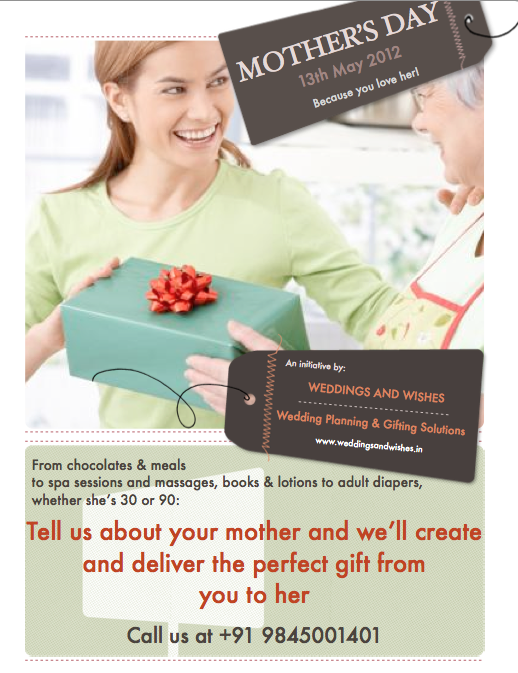 MOTHER'S DAY
13th May 2012
Because you love her!
An initiative by:
WEDDINGS AND WISHES
Wedding Planning & Gifting Solutions
www.weddingsandwishes.in
From chocolates & meals
to spa sessions and massages, books & lotions to adult diapers,
whether she's 30 or 90:
Tell us about your mother and we'll create
and deliver the perfect gift from
you to her
Call us at +91 9845001401